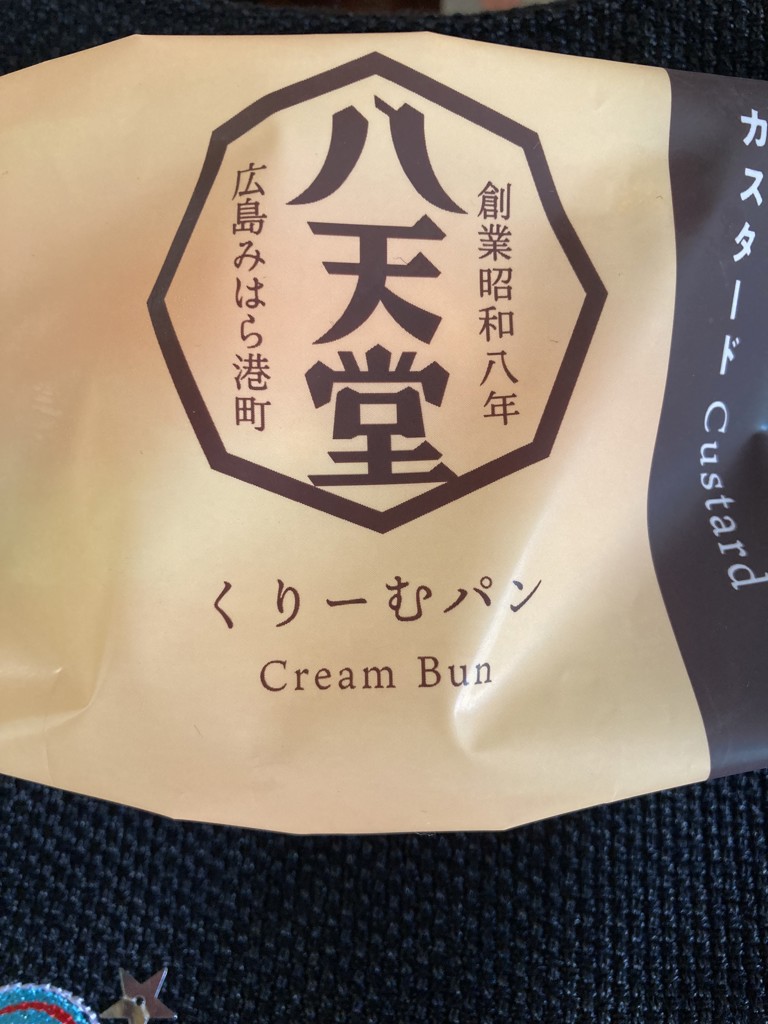 創業昭和八年
八天堂
広島みはら港町
くりーむパン
Cream Bun
カスタード Custard